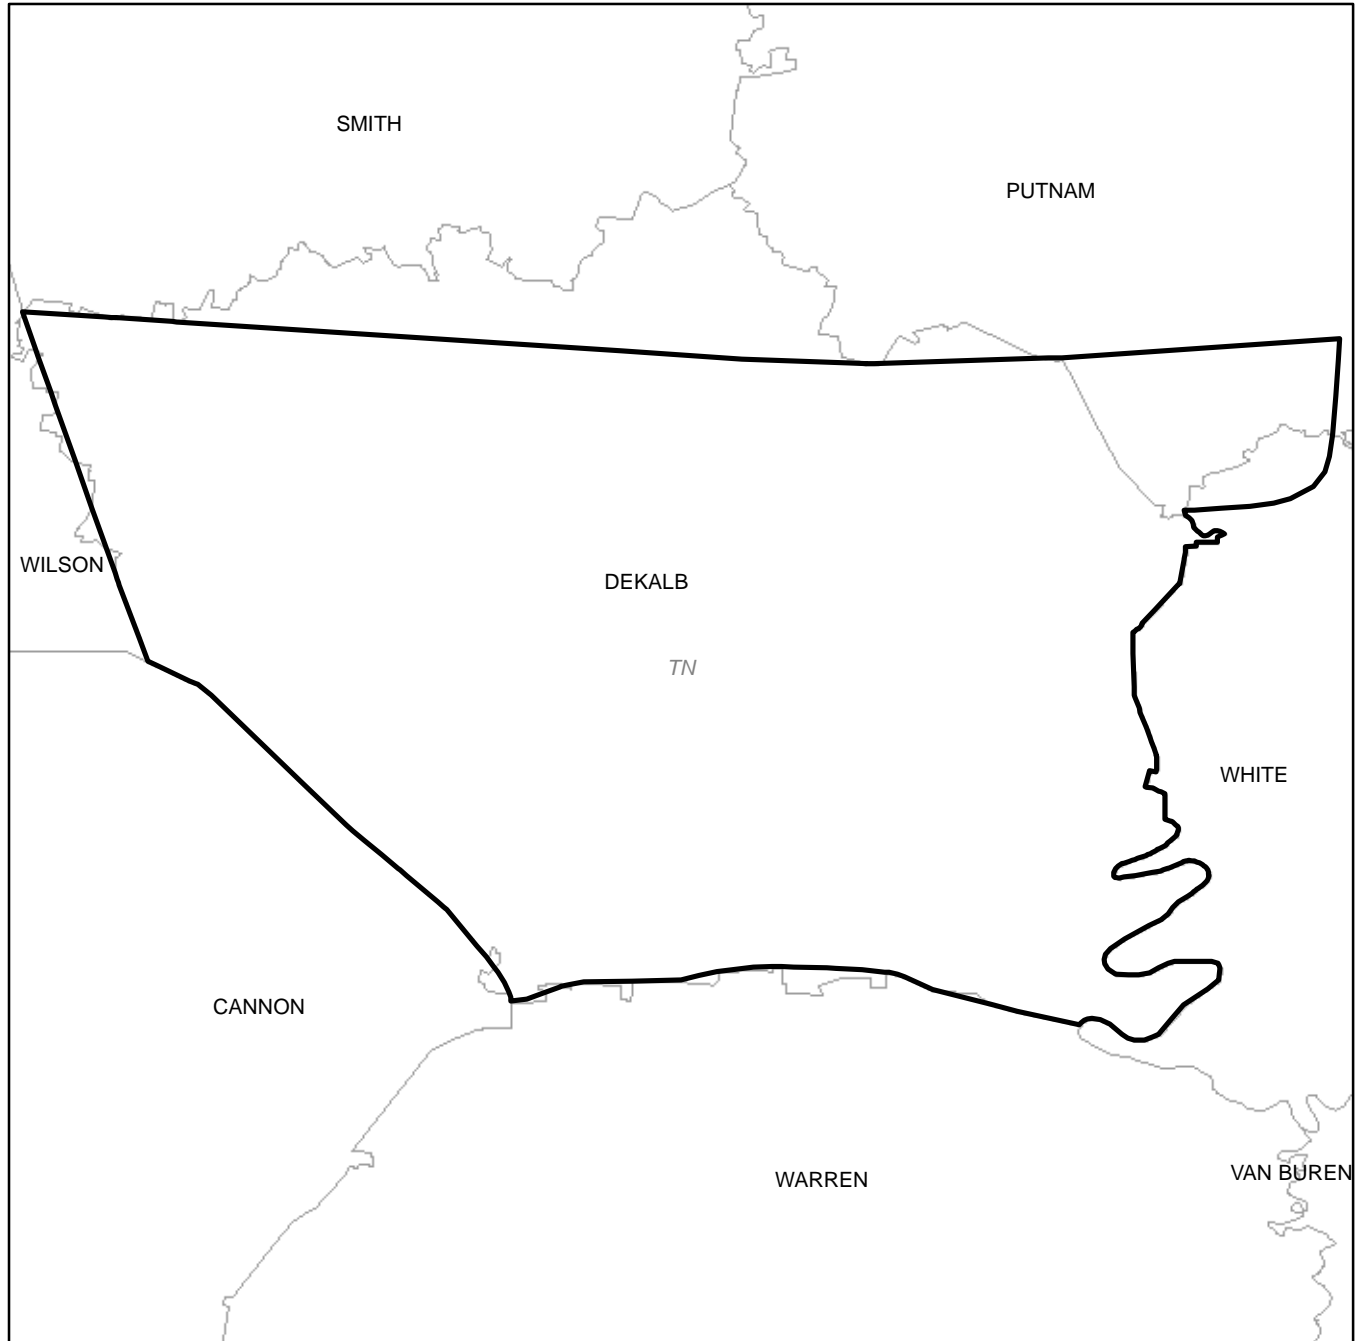 SMITH
PUTNAM
WILSON
DEKALB
TN
WHITE
CANNON
WARREN
VAN BUREN